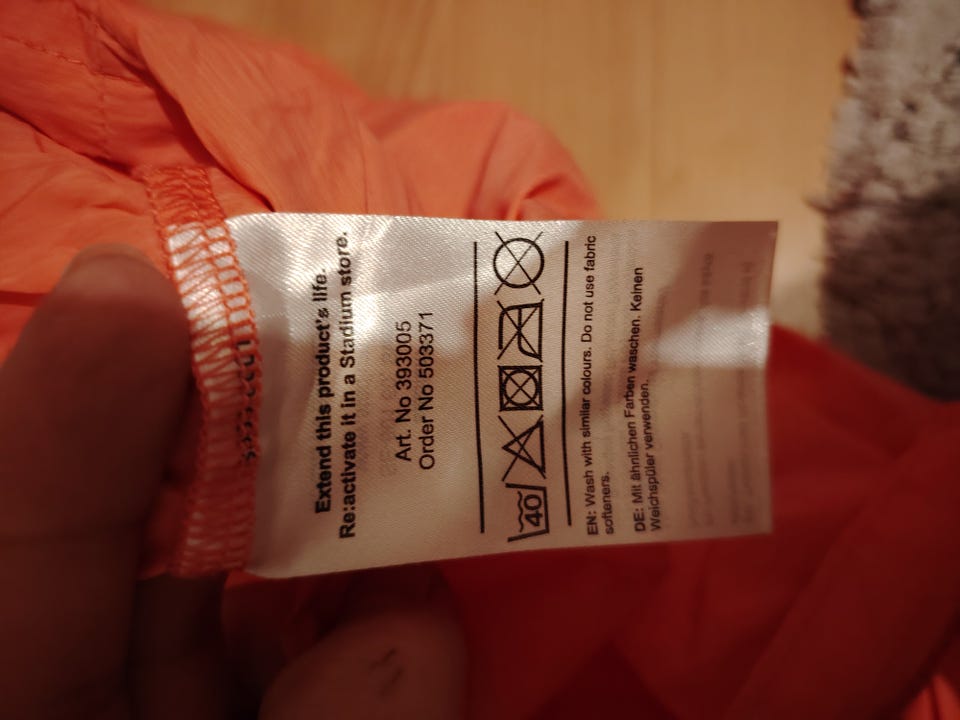 Extend this product's life.
Re:activate it in a Stadium store.
Art. No 393005
Order No 503371
40
EN: Wash with similar colours. Do not use fabric
softeners.
DE: Mit ähnlichen Farben waschen. Keinen
Weichspüler verwenden.